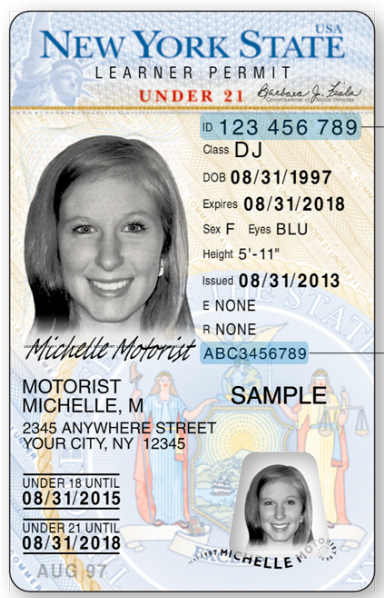 NEW YORK STATE USA
LEARNER PERMIT
UNDER 21 Barbara J. Fiala
Commissioner of Motor Vehicles
ID 123 456 789
Class DJ
DOB 08/31/1997
Expires 08/31/2018
Sex F Eyes BLU
Height 5'-11"
Issued 08/31/2013
E NONE
R NONE
Michelle Motorist ABC3456789
MOTORIST
MICHELLE, M
SAMPLE
2345 ANYWHERE STREET
YOUR CITY, NY 12345
UNDER 18 UNTIL
08/31/2015
UNDER 21 UNTIL
08/31/2018
AUG 97
MICHELLE MOTORIST